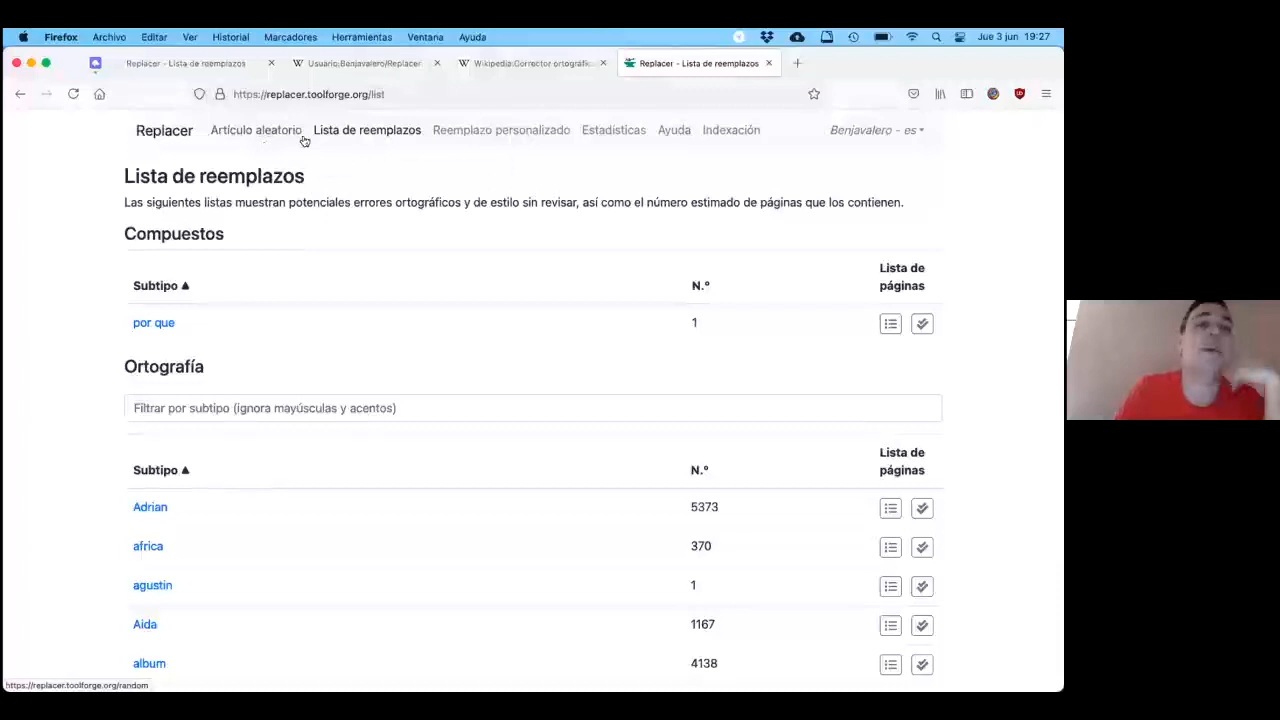 Firefox Archivo Editar Ver Historial Marcadores Herramientas Ventana Ayuda Jue 3 jun 19:27
Replacer - Lista de reemplazos Usuario:Benjavalero/Replacer Wikipedia:Corrector ortográfic Replacer - Lista de reemplazos
https://replacer.toolforge.org/list
Replacer Artículo aleatorio Lista de reemplazos Reemplazo personalizado Estadísticas Ayuda Indexación Benjavalero - es
Lista de reemplazos
Las siguientes listas muestran potenciales errores ortográficos y de estilo sin revisar, así como el número estimado de páginas que los contienen.
Compuestos
Subtipo N.º Lista de páginas
por que 1
Ortografía
Filtrar por subtipo (ignora mayúsculas y acentos)
Subtipo N.º Lista de páginas
Adrian 5373
africa 370
agustin 1
Aida 1167
album 4138
https://replacer.toolforge.org/random